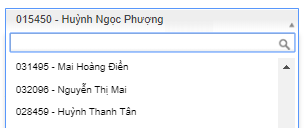 015450 - Huỳnh Ngọc Phượng
031495 - Mai Hoàng Điền
032096 - Nguyễn Thị Mai
028459 - Huỳnh Thanh Tân